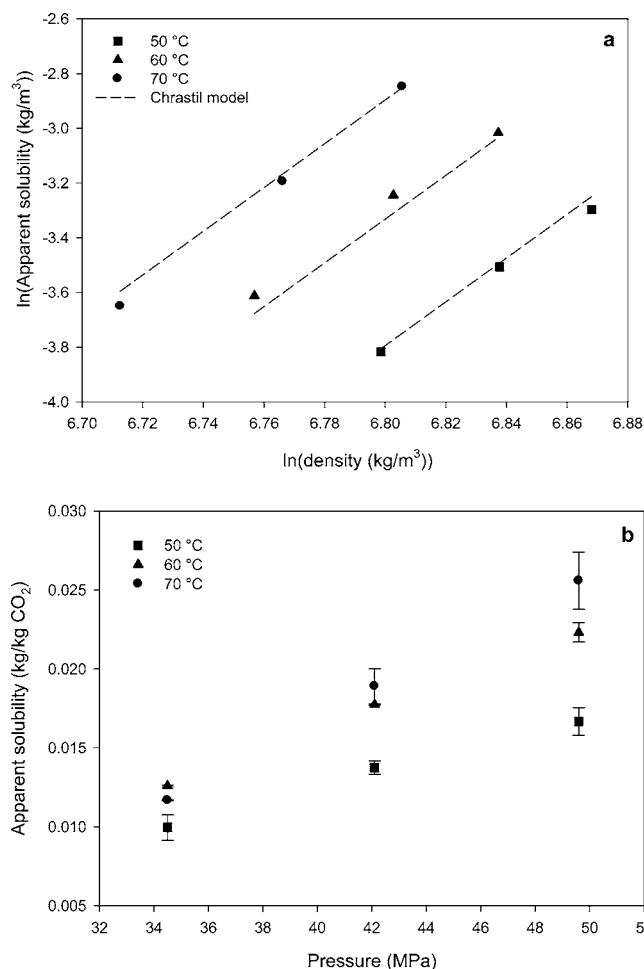 a
50 °C
60 °C
70 °C
Chrastil model
-2.6
-2.8
-3.0
-3.2
-3.4
-3.6
-3.8
-4.0
ln(Apparent solubility (kg/m³))
6.70 6.72 6.74 6.76 6.78 6.80 6.82 6.84 6.86 6.88
ln(density (kg/m³))
b
50 °C
60 °C
70 °C
0.030
0.025
0.020
0.015
0.010
0.005
Apparent solubility (kg/kg CO₂)
32 34 36 38 40 42 44 46 48 50
Pressure (MPa)